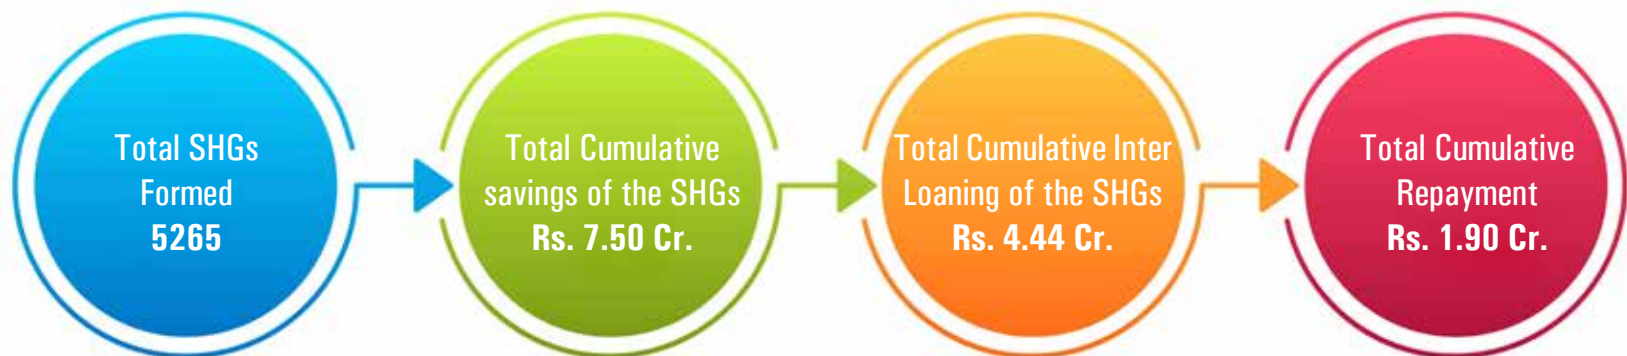 Total SHGs
Formed
5265
Total Cumulative
savings of the SHGs
Rs. 7.50 Cr.
Total Cumulative Inter
Loaning of the SHGs
Rs. 4.44 Cr.
Total Cumulative
Repayment
Rs. 1.90 Cr.